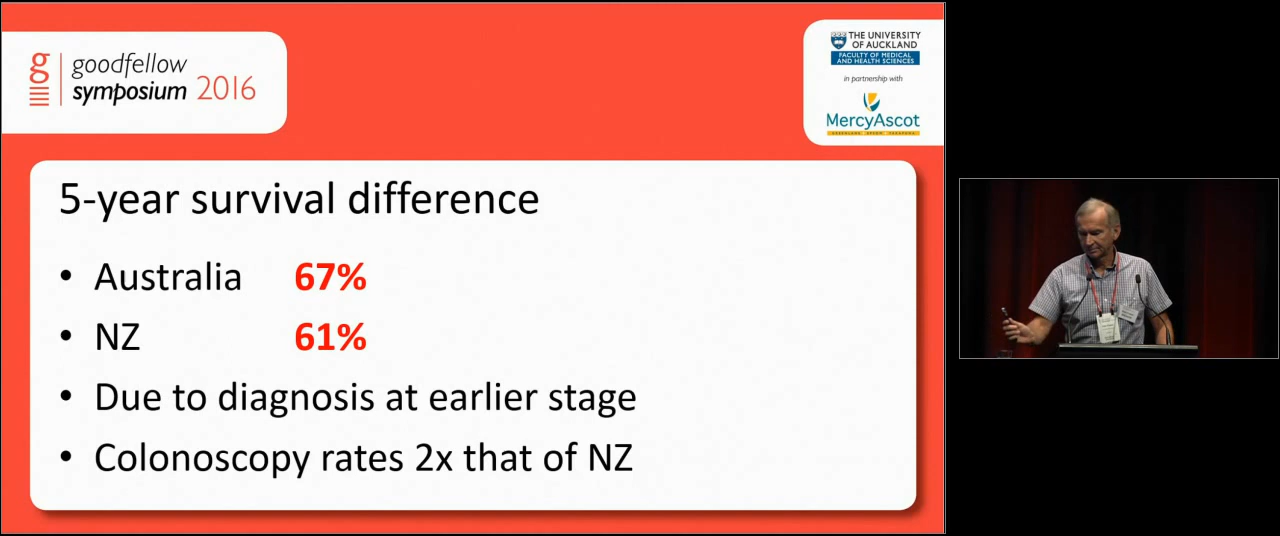 g
goodfellow
symposium 2016
THE UNIVERSITY
OF AUCKLAND
FACULTY OF MEDICAL
AND HEALTH SCIENCES
in partnership with
MercyAscot
5-year survival difference
• Australia 67%
• NZ 61%
• Due to diagnosis at earlier stage
• Colonoscopy rates 2x that of NZ